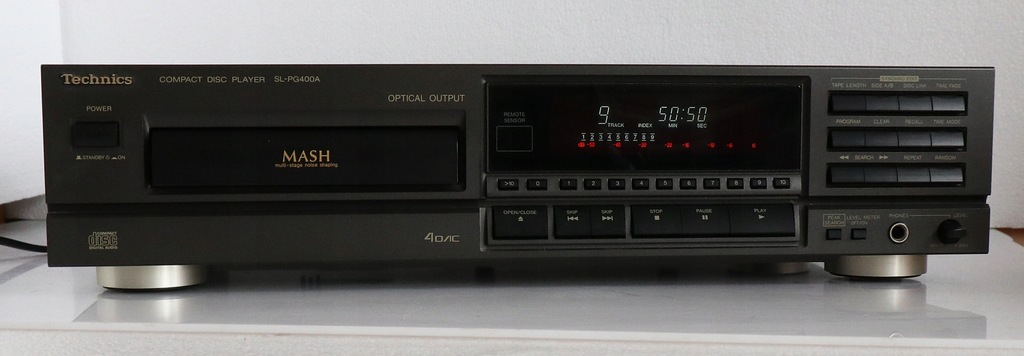 Technics
COMPACT DISC PLAYER SL-PG400A
OPTICAL OUTPUT
POWER
STANDBY ON
MASH
multi-stage noise shaping
REMOTE SENSOR
9 50:50
TRACK INDEX MIN SEC
1 2 3 4 5 6 7 8 9
>10 0 1 2 3 4 5 6 7 8 9 10
OPEN/CLOSE SKIP SKIP STOP PAUSE PLAY
SYNCHRO EDIT
TAPE LENGTH SIDE A/B DISC LINK TIME FADE
PROGRAM CLEAR RECALL TIME MODE
SEARCH REPEAT RANDOM
COMPACT
disc
DIGITAL AUDIO
4DAC
PEAK SEARCH LEVEL METER OFF/ON PHONES LEVEL